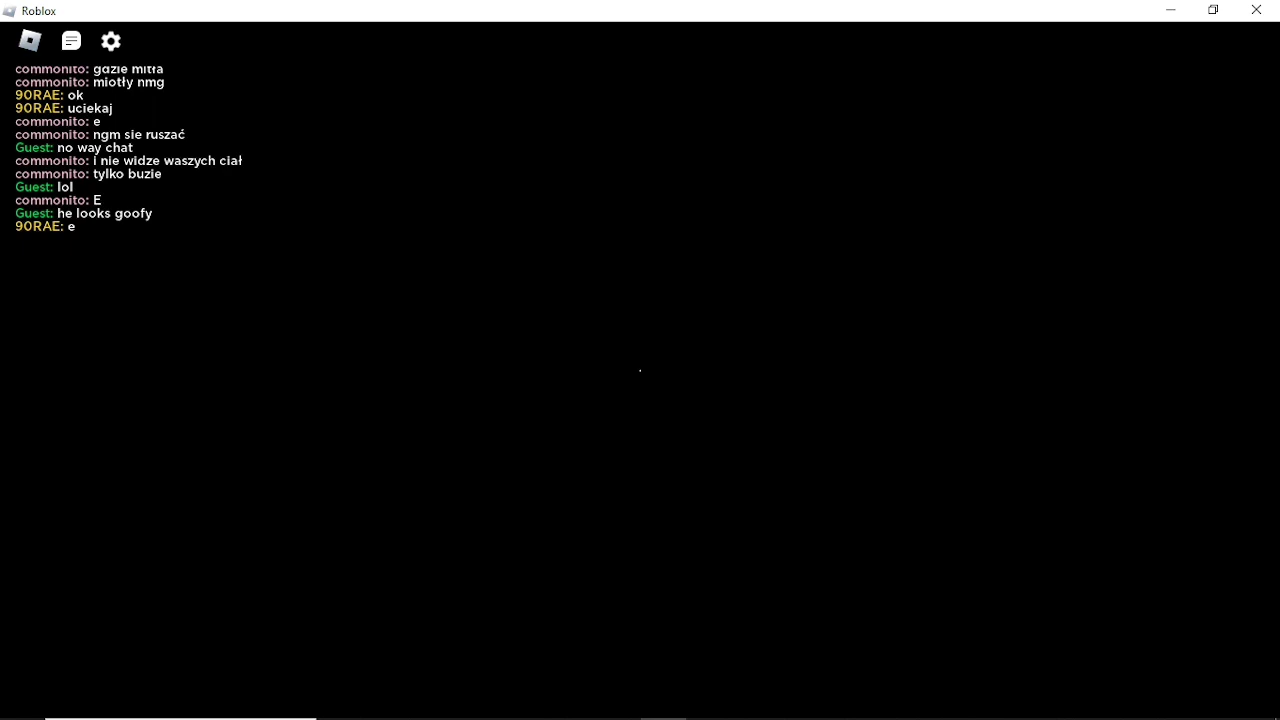 Roblox
commonito: gdzie mitła
commonito: miotły nmg
90RAE: ok
90RAE: uciekaj
commonito: e
commonito: ngm sie ruszać
Guest: no way chat
commonito: i nie widze waszych ciał
commonito: tylko buzie
Guest: lol
commonito: E
Guest: he looks goofy
90RAE: e